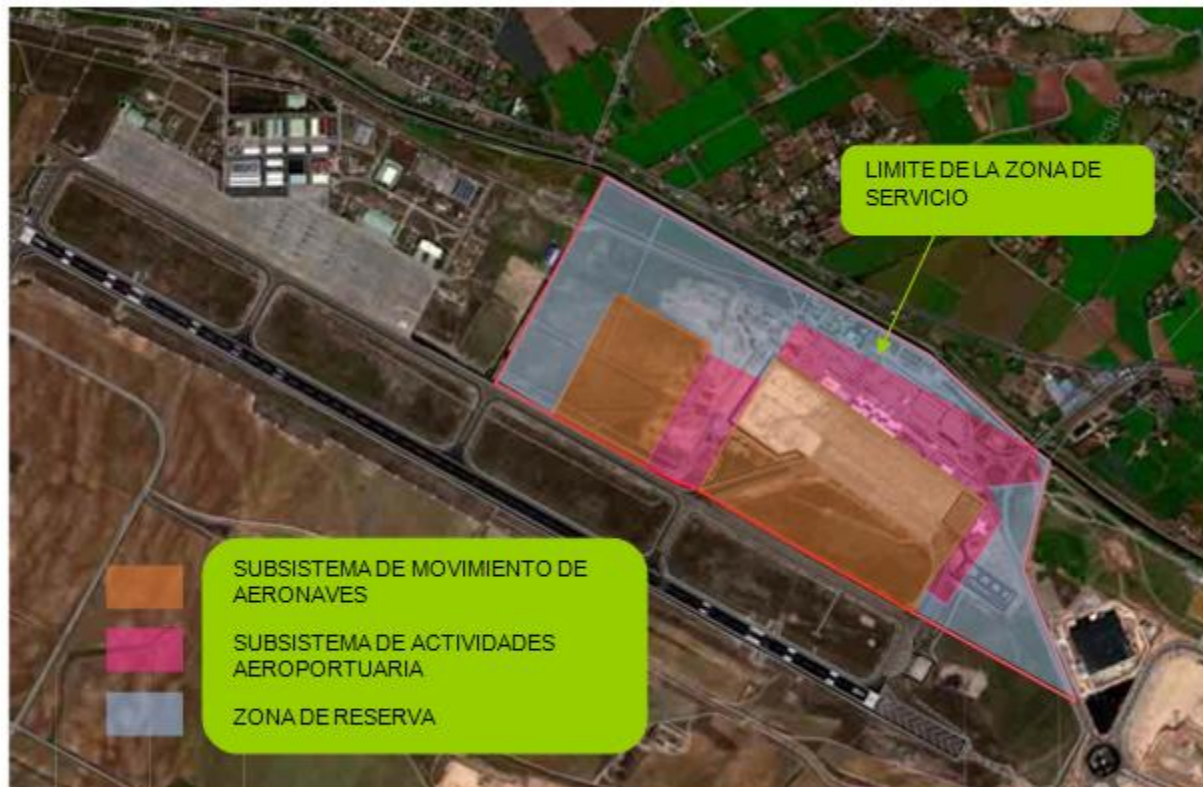 LIMITE DE LA ZONA DE
SERVICIO
SUBSISTEMA DE MOVIMIENTO DE
AERONAVES
SUBSISTEMA DE ACTIVIDADES
AEROPORTUARIA
ZONA DE RESERVA